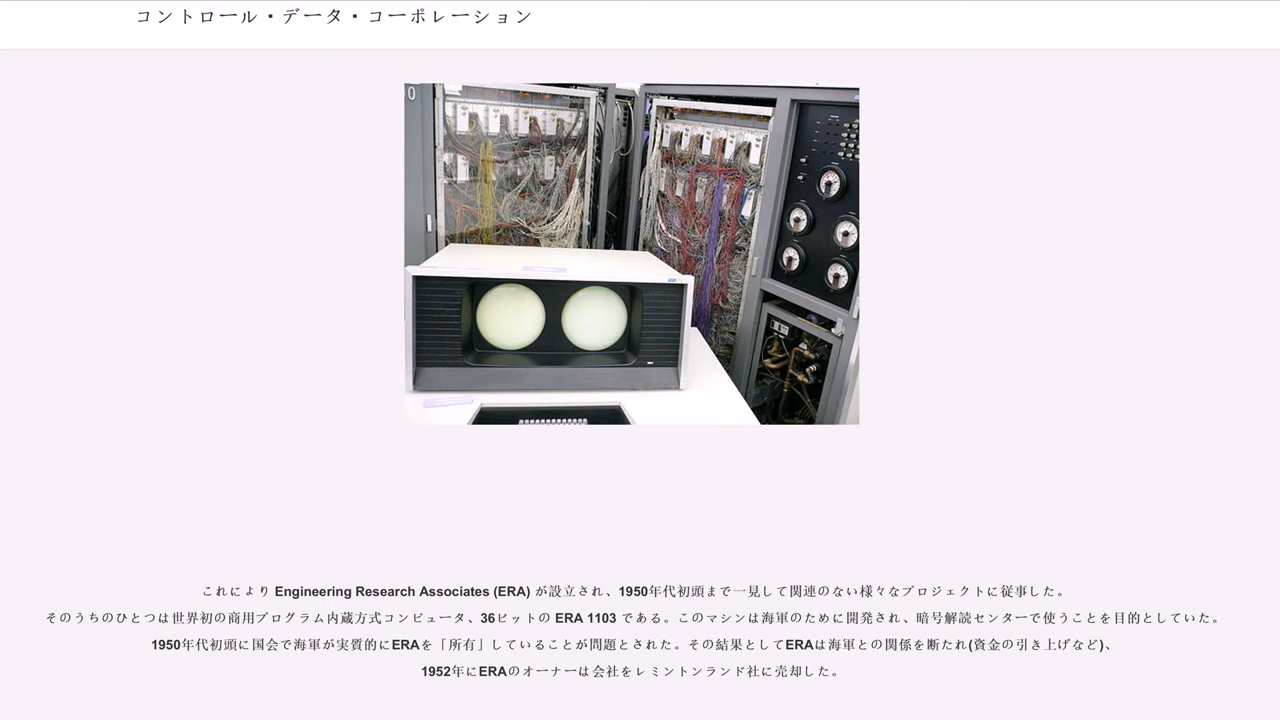 コントロール・データ・コーポレーション
0
これにより Engineering Research Associates (ERA) が設立され、1950年代初頭まで一見して関連のない様々なプロジェクトに従事した。
そのうちのひとつは世界初の商用プログラム内蔵方式コンピュータ、36ビットの ERA 1103 である。このマシンは海軍のために開発され、暗号解読センターで使うことを目的としていた。
1950年代初頭に国会で海軍が実質的にERAを「所有」していることが問題とされた。その結果としてERAは海軍との関係を断たれ(資金の引き上げなど)、
1952年にERAのオーナーは会社をレミントンランド社に売却した。